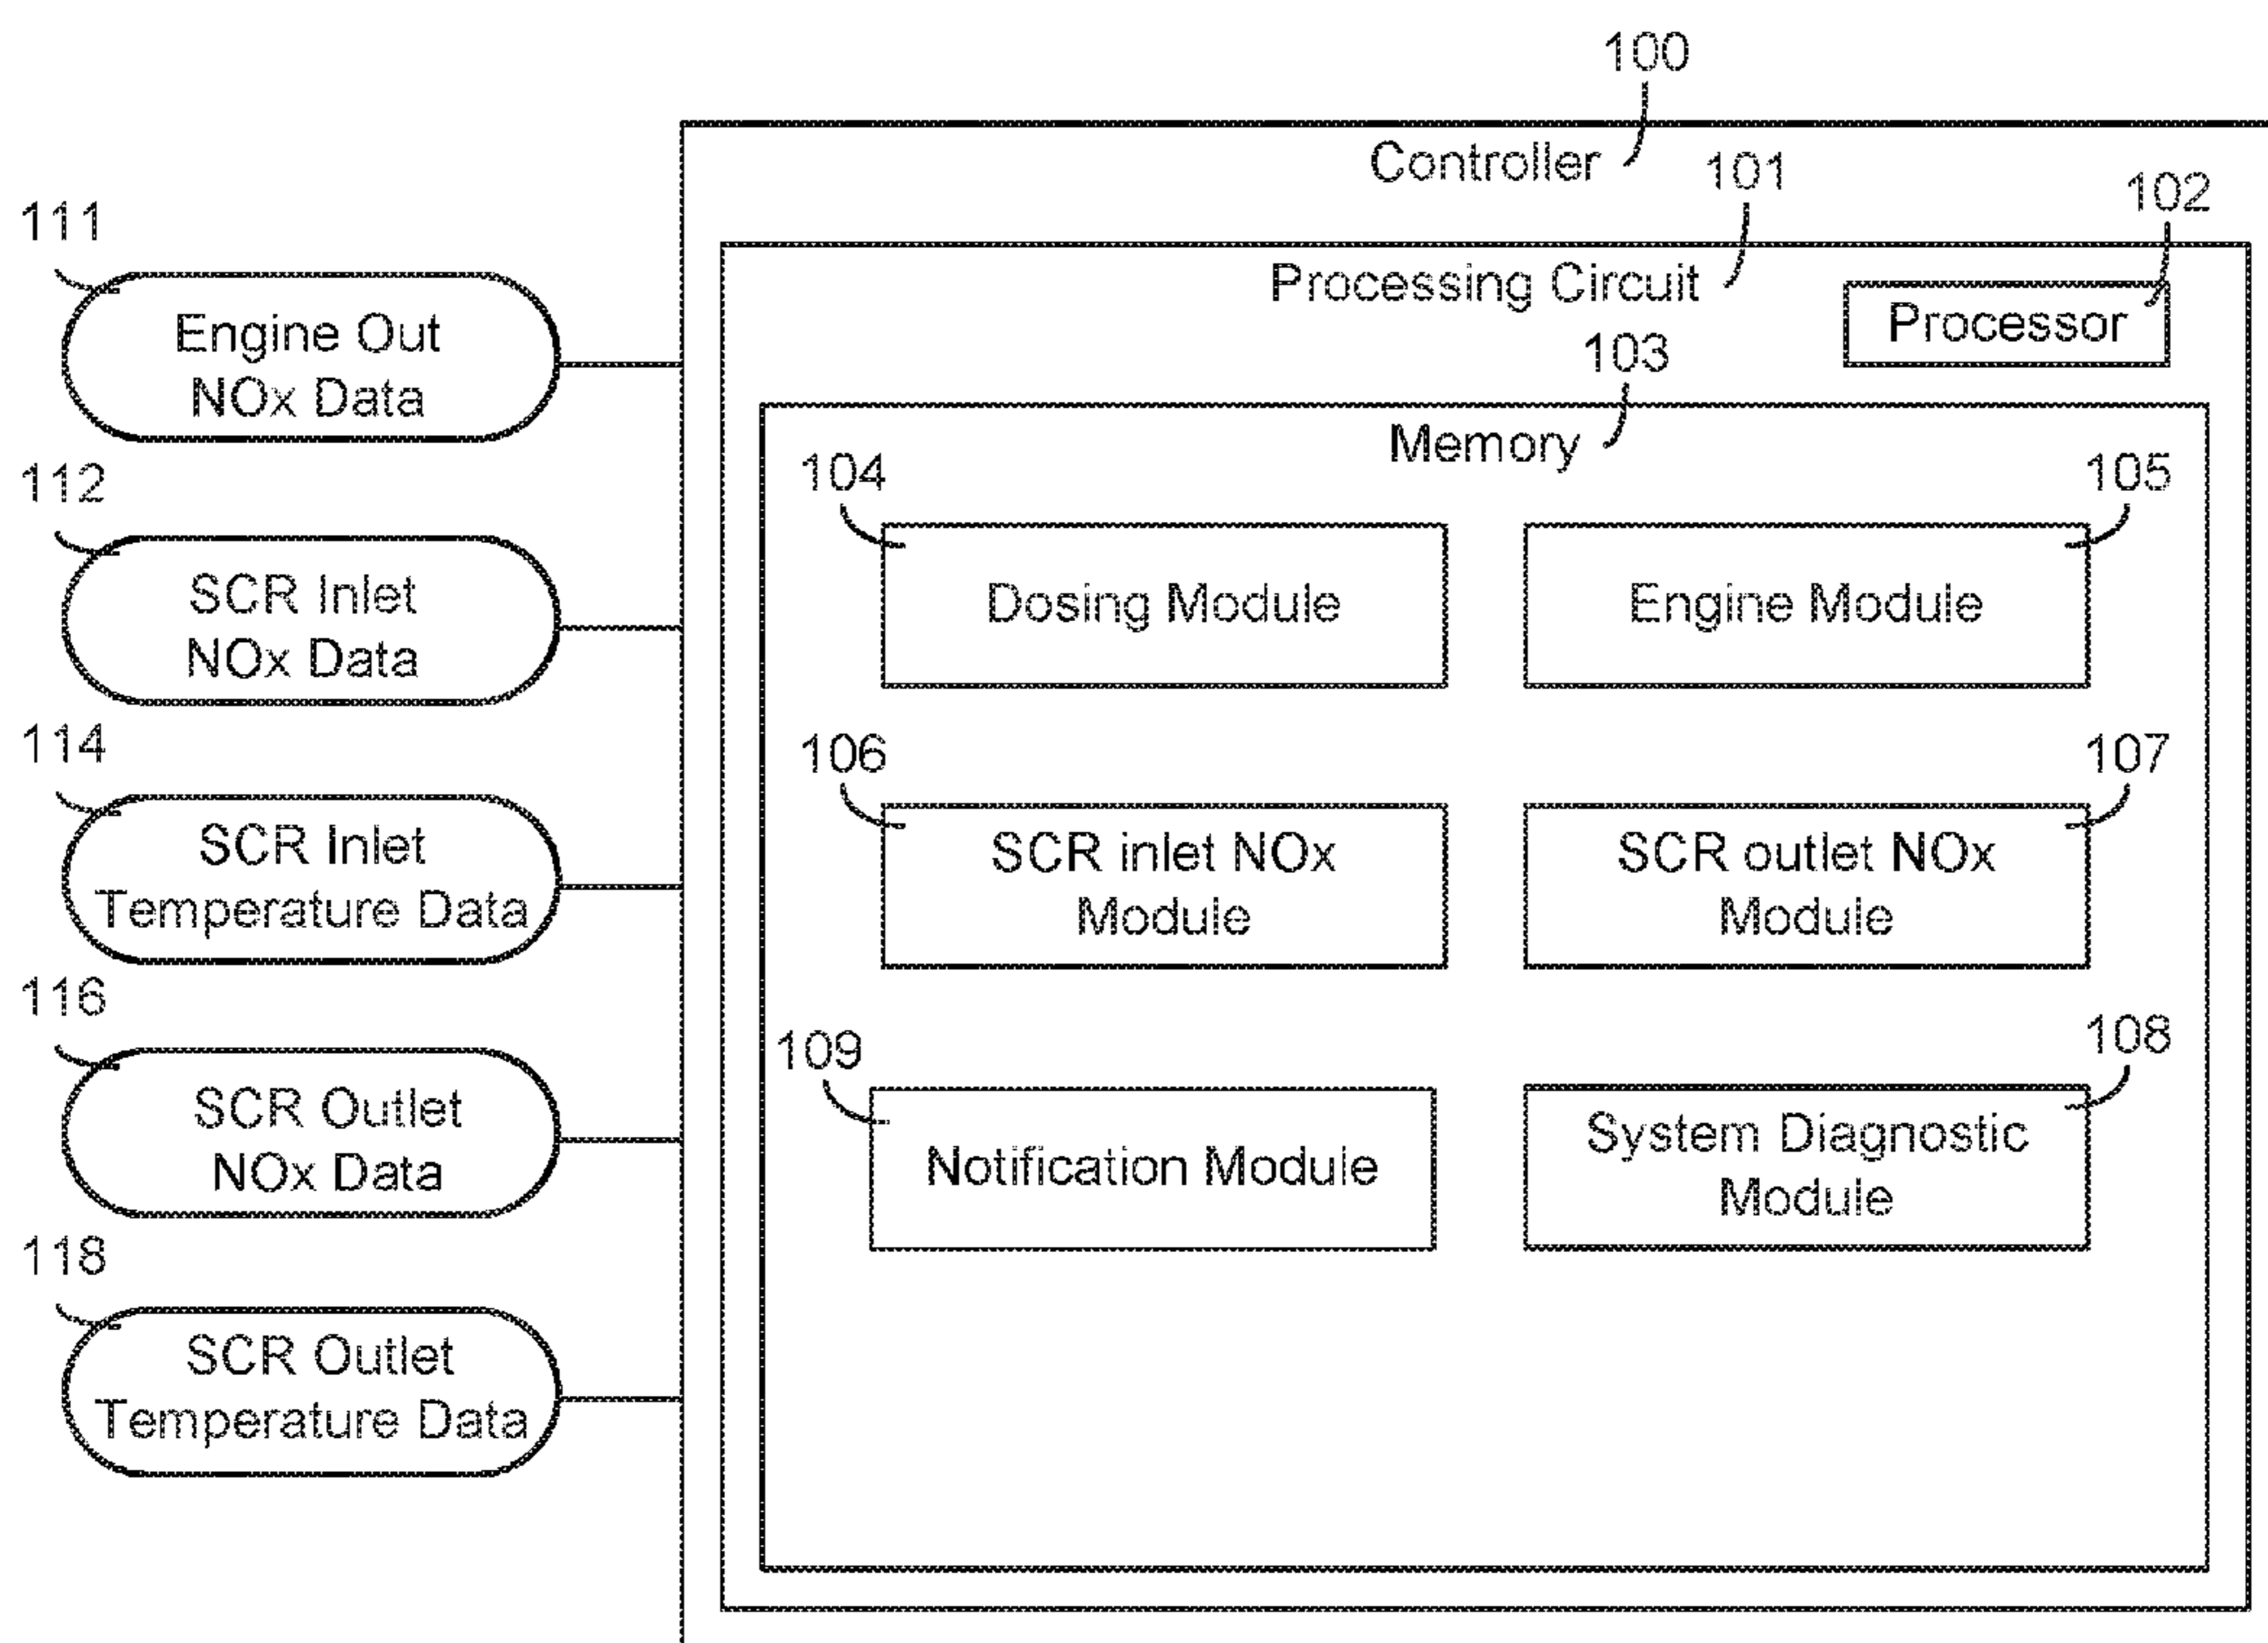 100
Controller
101
102
Processing Circuit
Processor
103
Memory
111
Engine Out
NOx Data
112
SCR Inlet
NOx Data
114
SCR Inlet
Temperature Data
116
SCR Outlet
NOx Data
118
SCR Outlet
Temperature Data
104
Dosing Module
105
Engine Module
106
SCR inlet NOx
Module
107
SCR outlet NOx
Module
109
Notification Module
108
System Diagnostic
Module